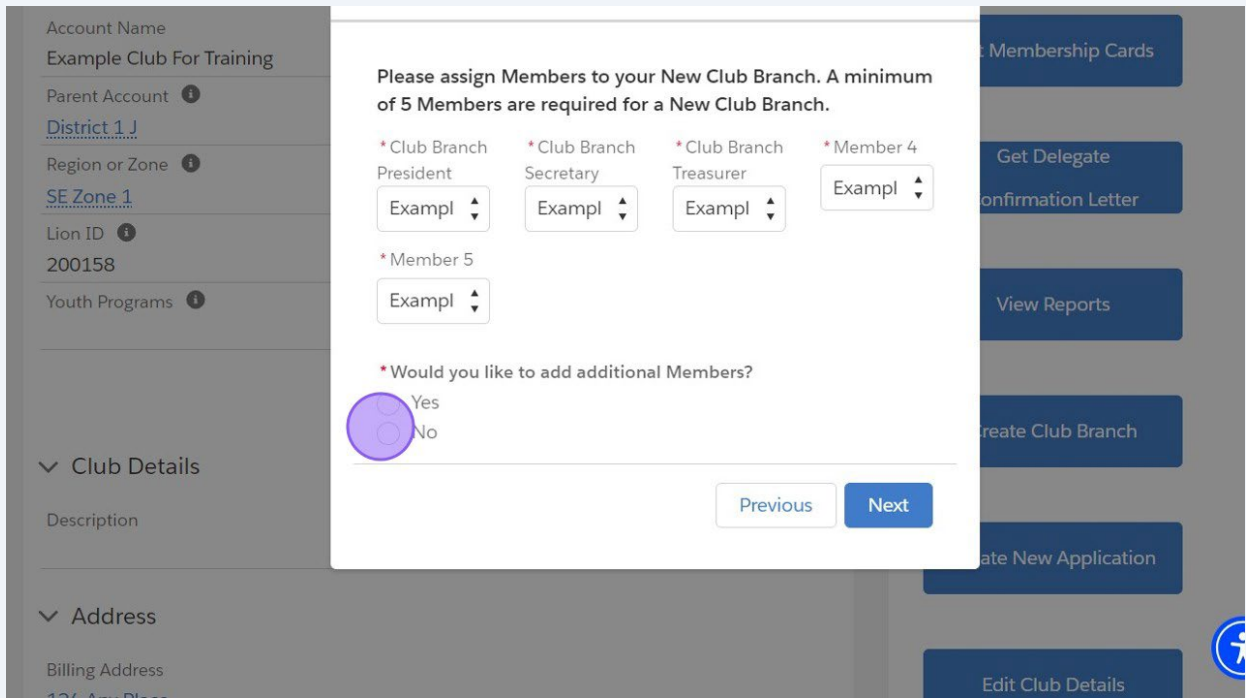 Account Name
Example Club For Training
Parent Account
District 1 J
Region or Zone
SE Zone 1
Lion ID
200158
Youth Programs
Club Details
Description
Address
Billing Address
Please assign Members to your New Club Branch. A minimum
of 5 Members are required for a New Club Branch.
* Club Branch
President
Exampl
* Club Branch
Secretary
Exampl
* Club Branch
Treasurer
Exampl
* Member 4
Exampl
* Member 5
Exampl
* Would you like to add additional Members?
Yes
No
Previous
Next
Membership Cards
Get Delegate
onfirmation Letter
View Reports
reate Club Branch
ate New Application
Edit Club Details